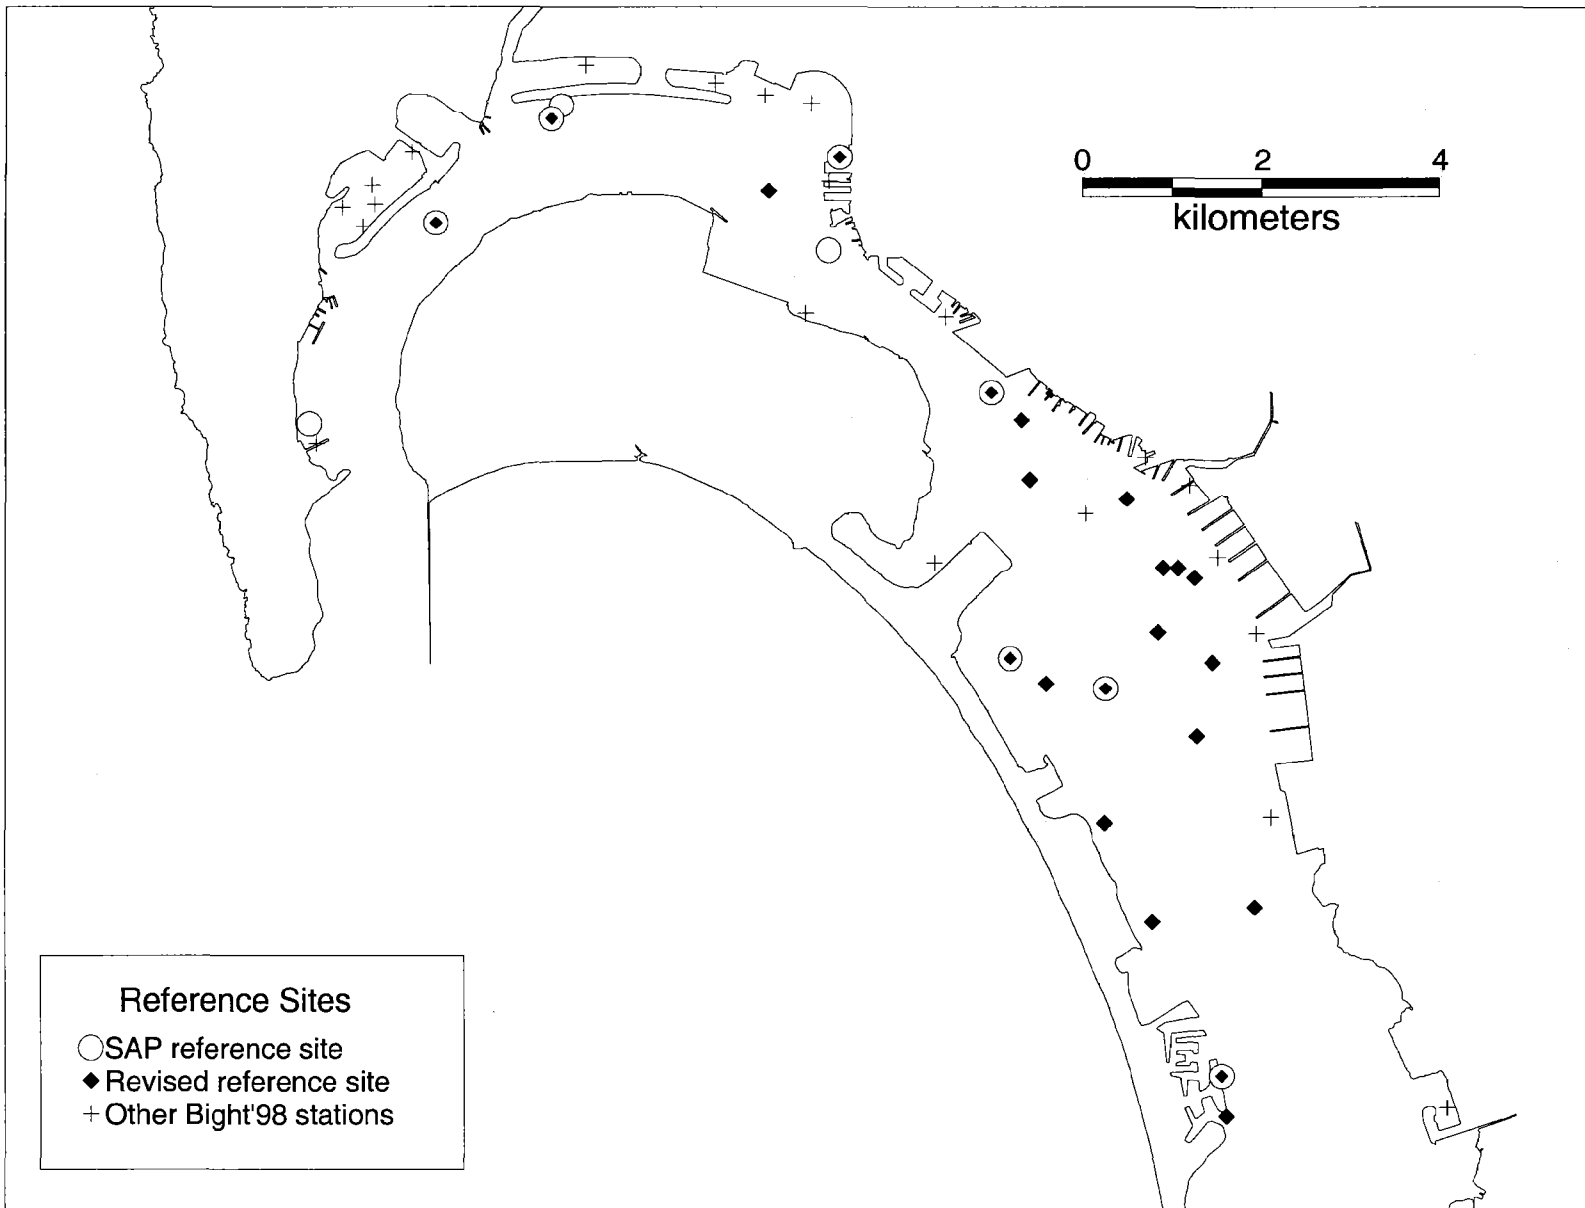 0 2 4
kilometers
Reference Sites
SAP reference site
Revised reference site
Other Bight'98 stations